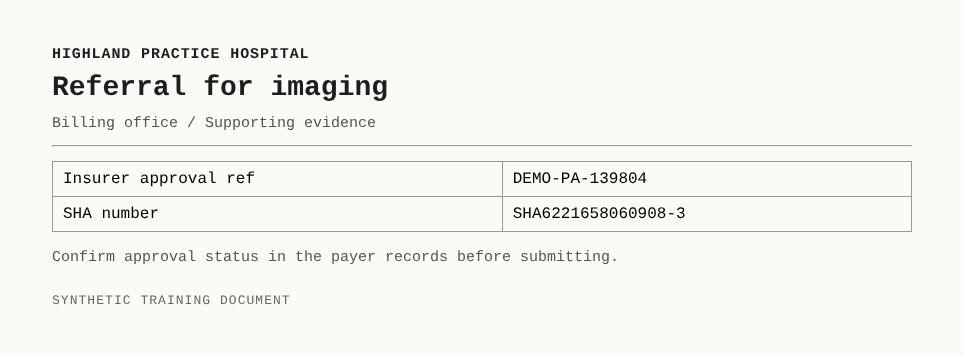 HIGHLAND PRACTICE HOSPITAL
Referral for imaging
Billing office / Supporting evidence
Insurer approval ref DEMO-PA-139804
SHA number SHA6221658060908-3
Confirm approval status in the payer records before submitting.
SYNTHETIC TRAINING DOCUMENT